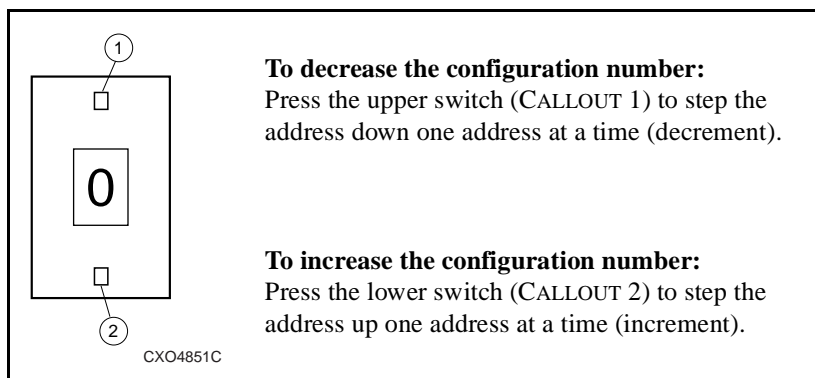 1
0
2
CXO4851C
To decrease the configuration number:
Press the upper switch (CALLOUT 1) to step the
address down one address at a time (decrement).
To increase the configuration number:
Press the lower switch (CALLOUT 2) to step the
address up one address at a time (increment).